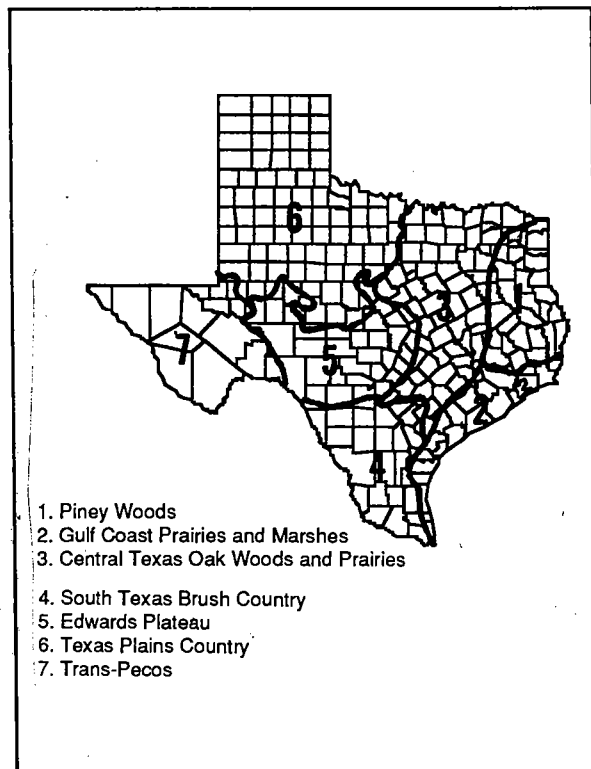 6
1
3
7
5
2
4
1. Piney Woods
2. Gulf Coast Prairies and Marshes
3. Central Texas Oak Woods and Prairies
4. South Texas Brush Country
5. Edwards Plateau
6. Texas Plains Country
7. Trans-Pecos